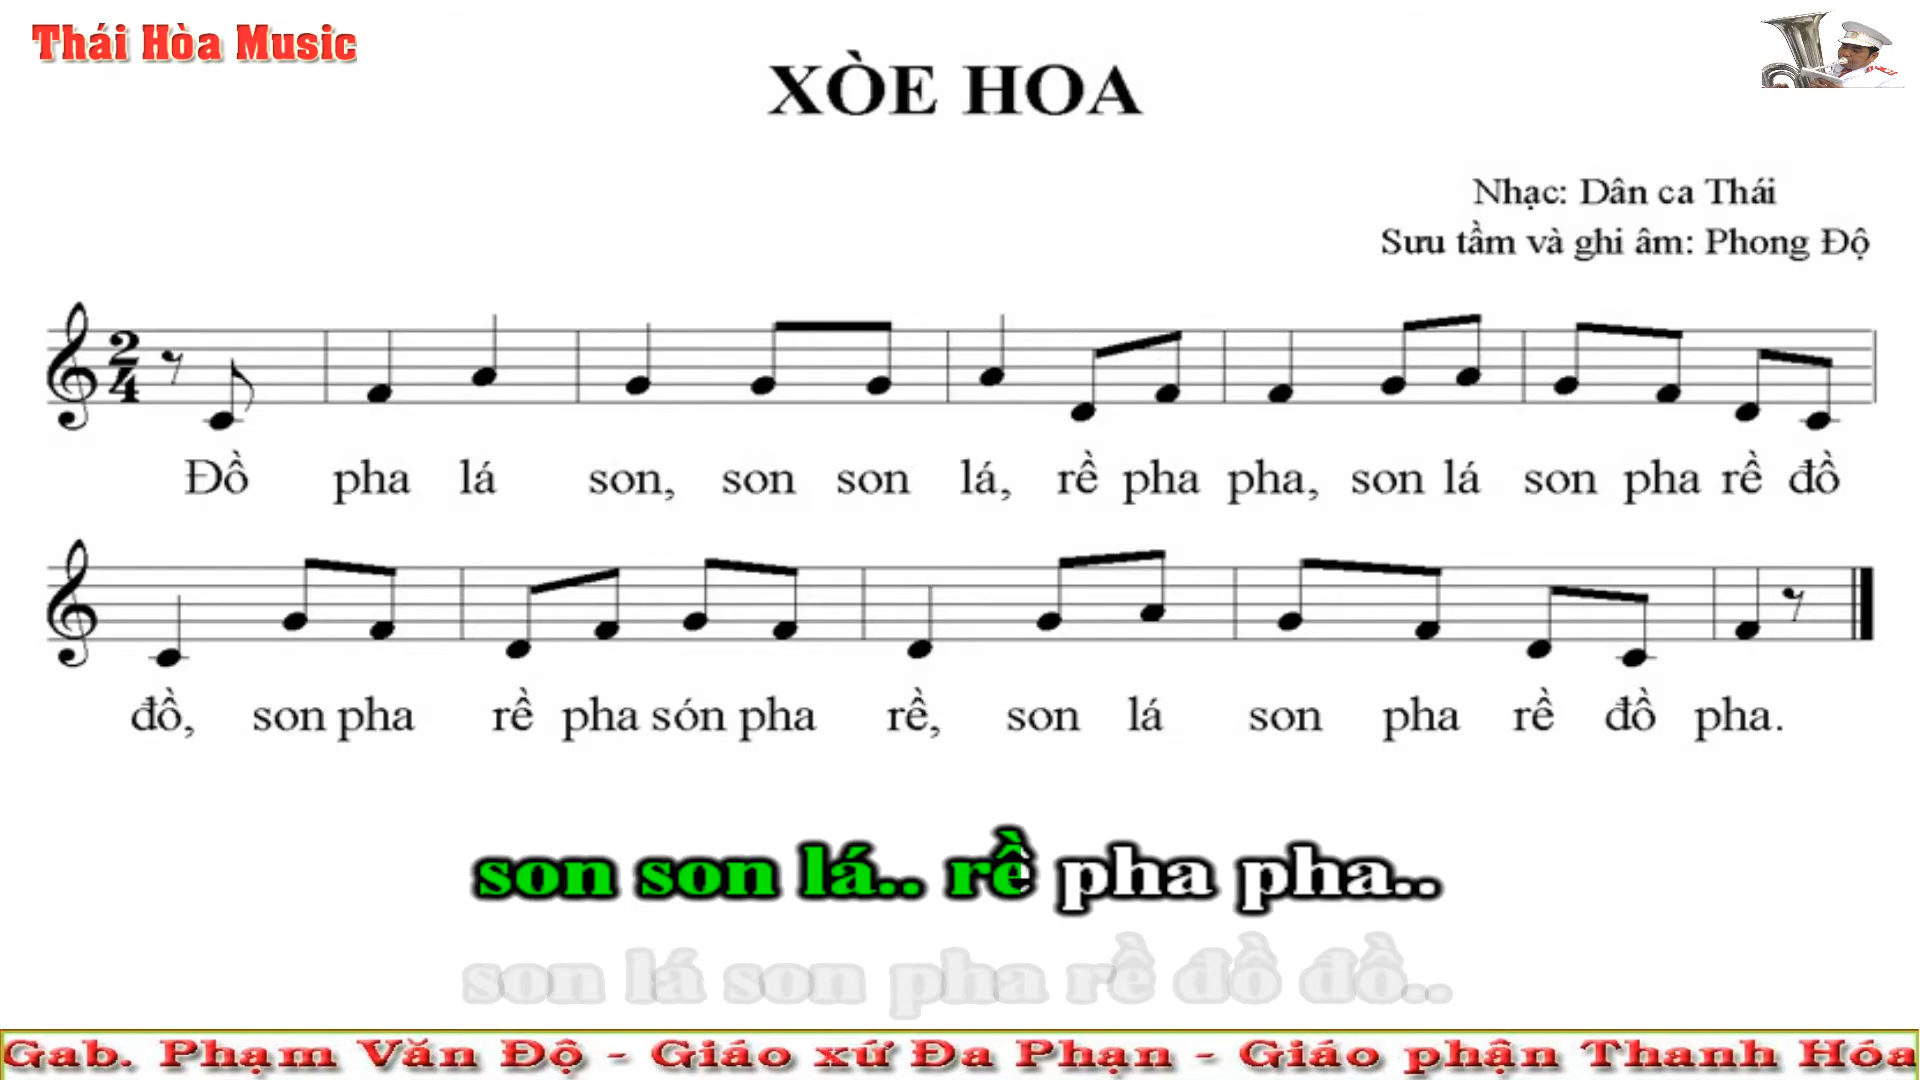 Thái Hòa Music
XÒE HOA
Nhạc: Dân ca Thái
Sưu tầm và ghi âm: Phong Độ
2
4
Đồ pha lá son, son son lá, rề pha pha, son lá son pha rề đồ
đồ, son pha rề pha són pha rề, son lá son pha rề đồ pha.
son son lá.. rề pha pha..
son lá son pha rề đồ đồ..
Gab. Phạm Văn Độ - Giáo xứ Đa Phạn - Giáo phận Thanh Hóa